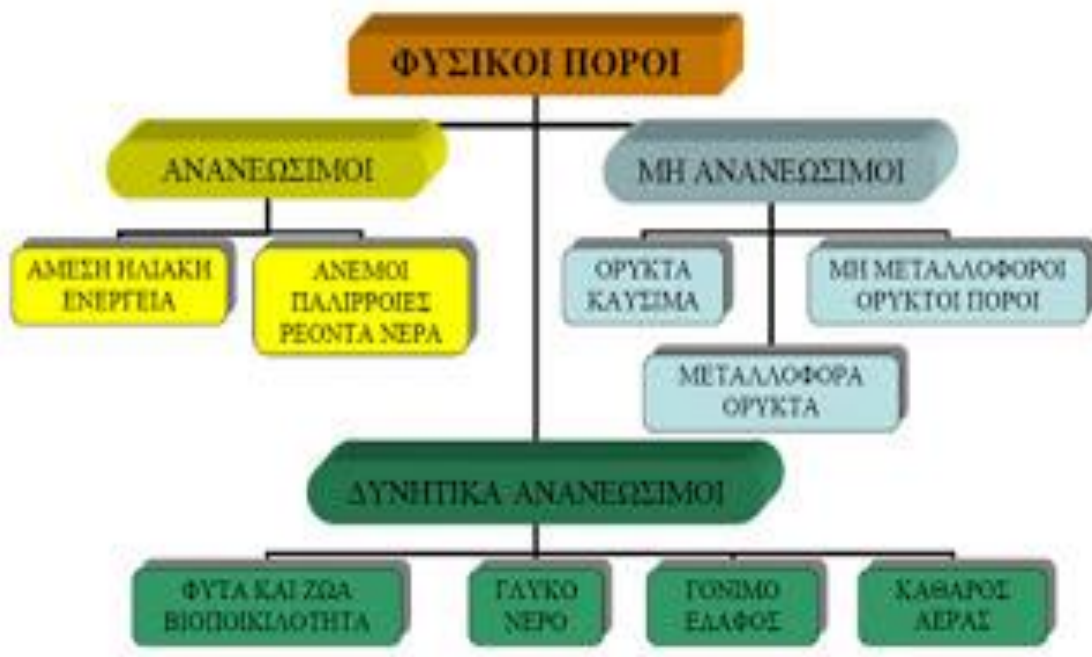 ΦΥΣΙΚΟΙ ΠΟΡΟΙ
ΑΝΑΝΕΩΣΙΜΟΙ
ΜΗ ΑΝΑΝΕΩΣΙΜΟΙ
ΑΜΕΣΗ ΗΛΙΑΚΗ
ΕΝΕΡΓΕΙΑ
ΑΝΕΜΟΙ
ΠΑΛΙΡΡΟΙΕΣ
ΡΕΟΝΤΑ ΝΕΡΑ
ΟΡΥΚΤΑ
ΚΑΥΣΙΜΑ
ΜΗ ΜΕΤΑΛΛΟΦΟΡΟΙ
ΟΡΥΚΤΟΙ ΠΟΡΟΙ
ΜΕΤΑΛΛΟΦΟΡΑ
ΟΡΥΚΤΑ
ΔΥΝΗΤΙΚΑ ΑΝΑΝΕΩΣΙΜΟΙ
ΦΥΤΑ ΚΑΙ ΖΩΑ
ΒΙΟΠΟΙΚΙΛΟΤΗΤΑ
ΓΛΥΚΟ
ΝΕΡΟ
ΓΟΝΙΜΟ
ΕΔΑΦΟΣ
ΚΑΘΑΡΟΣ
ΑΕΡΑΣ